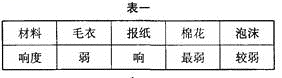 表一
材料 毛衣 报纸 棉花 泡沫
响度 弱 响 最弱 较弱